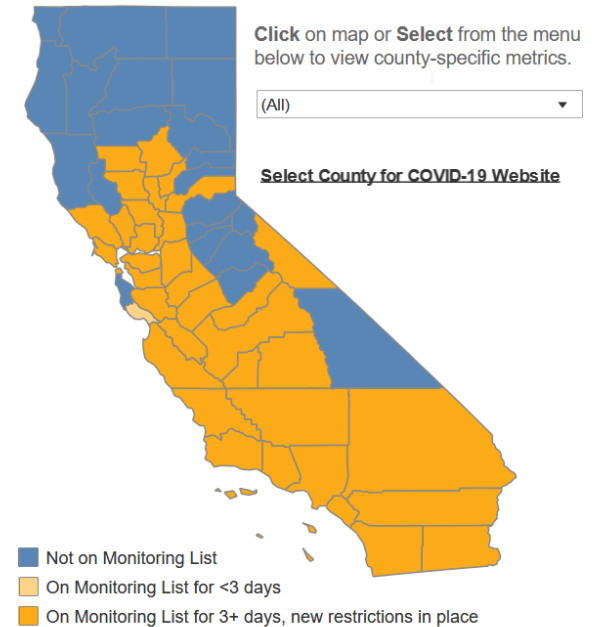 Click on map or Select from the menu
below to view county-specific metrics.
(All)
Select County for COVID-19 Website
Not on Monitoring List
On Monitoring List for <3 days
On Monitoring List for 3+ days, new restrictions in place